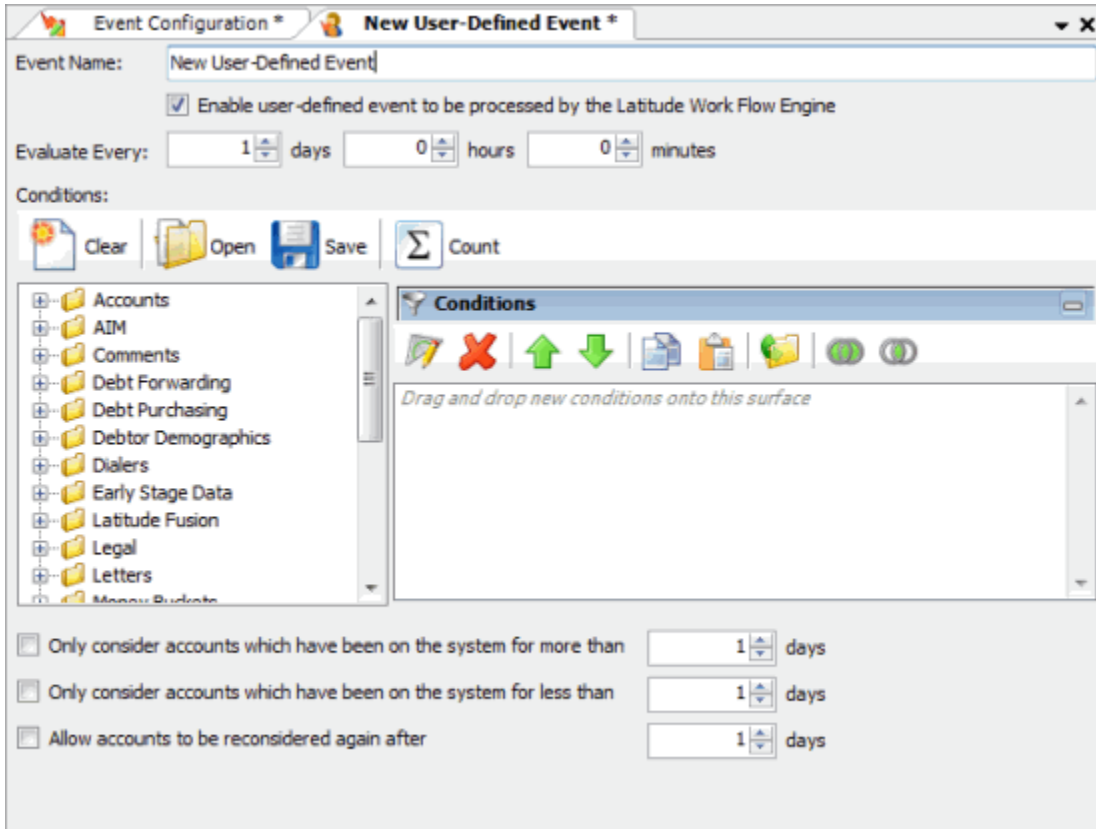 Event Configuration *
New User-Defined Event *
Event Name: New User-Defined Event
Enable user-defined event to be processed by the Latitude Work Flow Engine
Evaluate Every: 1 days 0 hours 0 minutes
Conditions:
Clear Open Save Σ Count
Accounts
AIM
Comments
Debt Forwarding
Debt Purchasing
Debtor Demographics
Dialers
Early Stage Data
Latitude Fusion
Legal
Letters
Money Buckets
Conditions
Drag and drop new conditions onto this surface
Only consider accounts which have been on the system for more than 1 days
Only consider accounts which have been on the system for less than 1 days
Allow accounts to be reconsidered again after 1 days